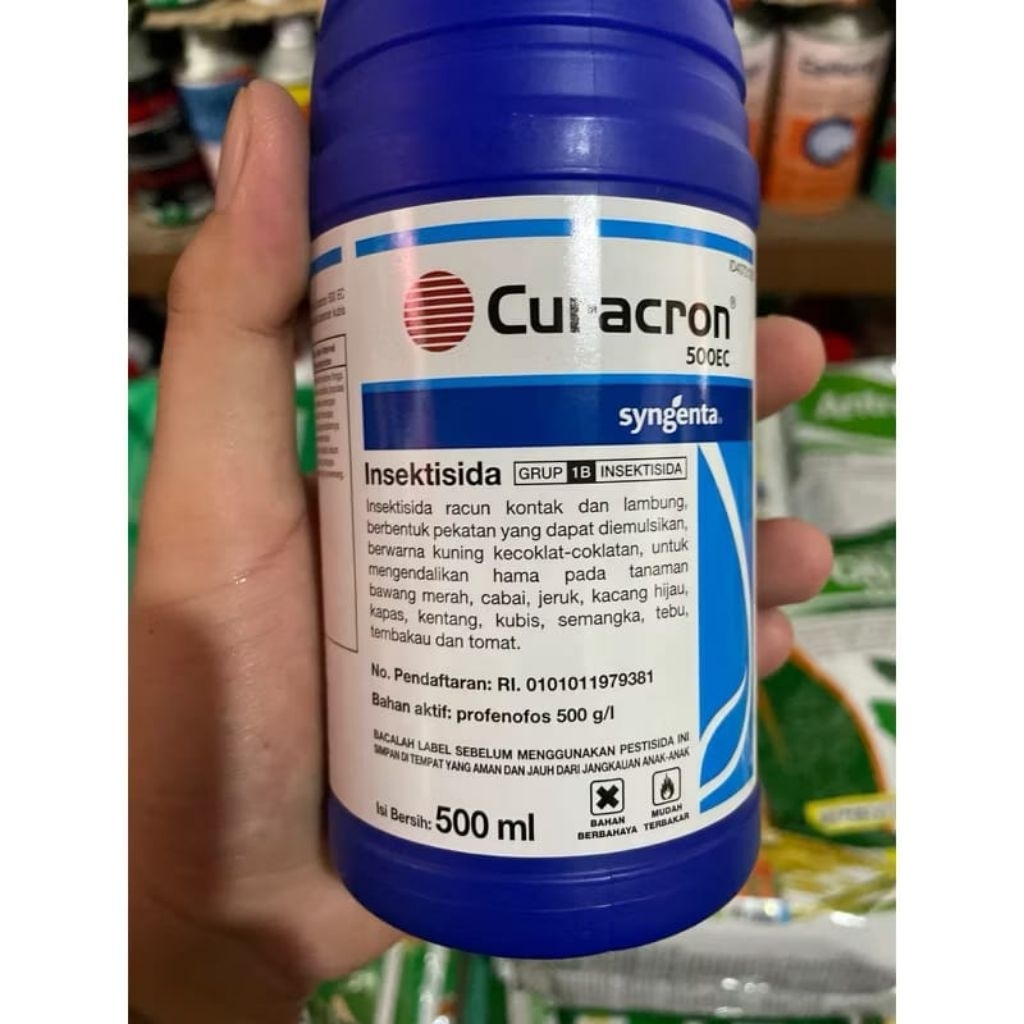 Curacron®
500EC
syngenta
Insektisida GRUP 1B INSEKTISIDA
Insektisida racun kontak dan lambung,
berbentuk pekatan yang dapat diemulsikan,
berwarna kuning kecoklat-coklatan, untuk
mengendalikan hama pada tanaman
bawang merah, cabai, jeruk, kacang hijau,
kapas, kentang, kubis, semangka, tebu,
tembakau dan tomat.
No. Pendaftaran: RI. 0101011979381
Bahan aktif: profenofos 500 g/l
BACALAH LABEL SEBELUM MENGGUNAKAN PESTISIDA INI
SIMPAN DI TEMPAT YANG AMAN DAN JAUH DARI JANGKAUAN ANAK-ANAK
Isi Bersih: 500 ml
BAHAN
BERBAHAYA
MUDAH
TERBAKAR